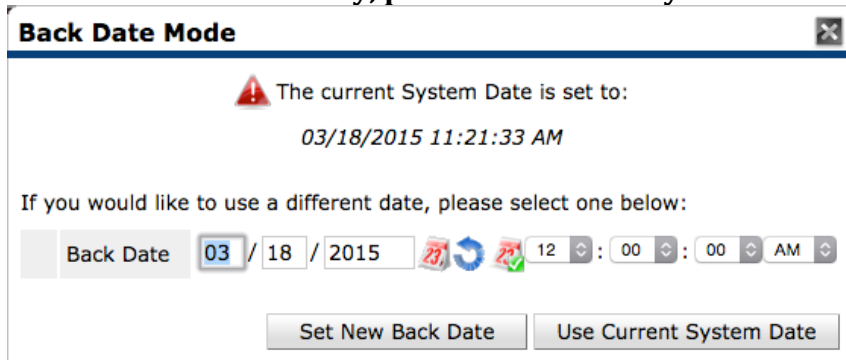 Back Date Mode
The current System Date is set to:
03/18/2015 11:21:33 AM
If you would like to use a different date, please select one below:
Back Date 03 / 18 / 2015 23 23 12 : 00 : 00 AM
Set New Back Date Use Current System Date